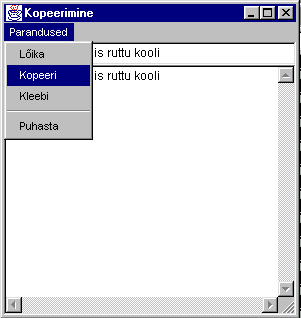 Kopeerimine
Parandused
is ruttu kooli
Lõika
Kopeeri
is ruttu kooli
Kleebi
Puhasta